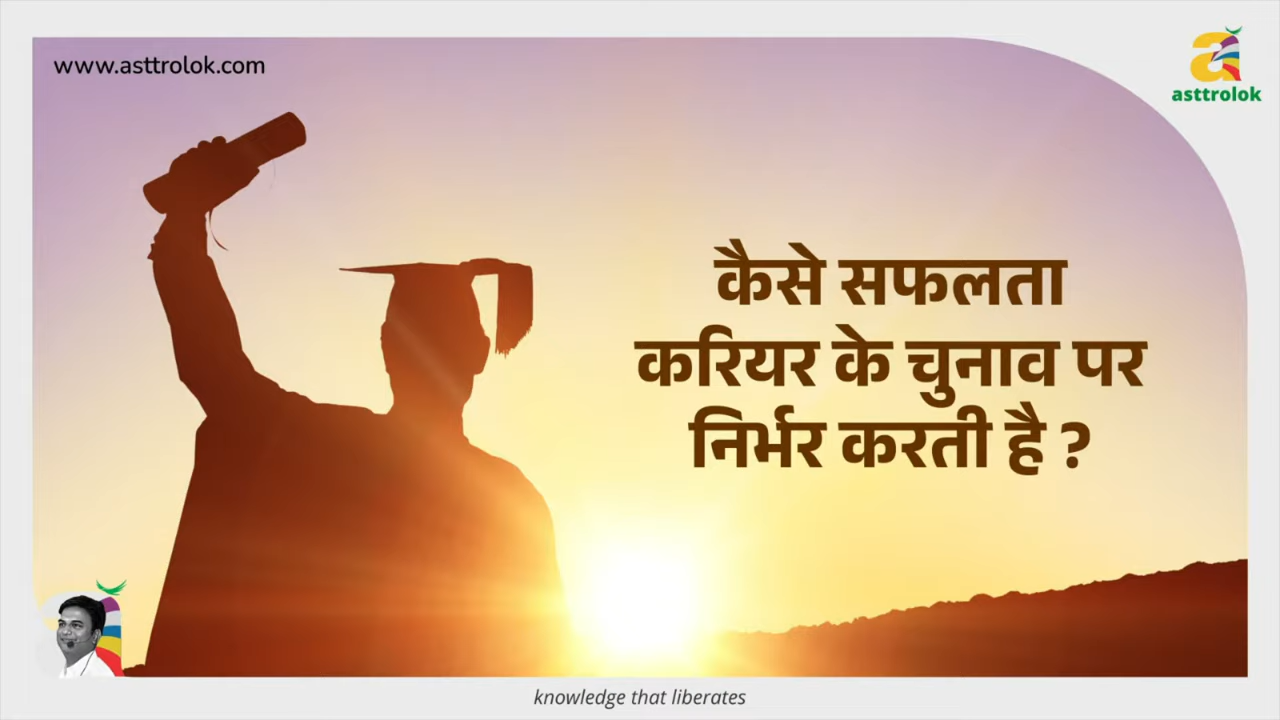 www.asttrolok.com
asttrolok
कैसे सफलता
करियर के चुनाव पर
निर्भर करती है ?
knowledge that liberates